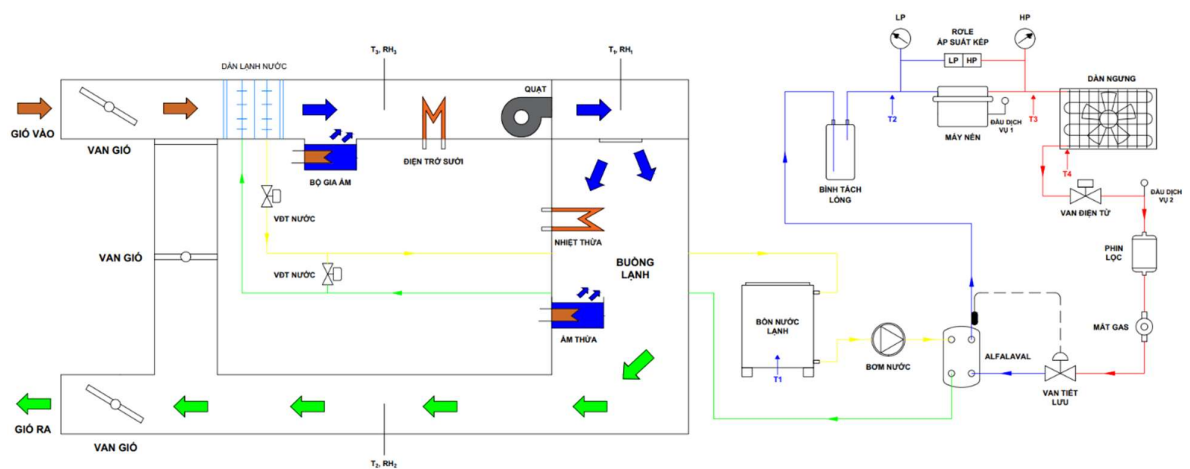 LP
HP
RƠLE
ÁP SUẤT KÉP
LP HP
T₃, RH₃
T₁, RH₁
DÀN LẠNH NƯỚC
QUẠT
DÀN NGƯNG
GIÓ VÀO
VAN GIÓ
BỘ GIA ẨM
ĐIỆN TRỞ SƯỞI
T2
MÁY NÉN
ĐẦU DỊCH
VỤ 1
T3
T4
BÌNH TÁCH
LỎNG
VAN ĐIỆN TỪ
ĐẦU DỊCH
VỤ 2
VĐT NƯỚC
NHIỆT THỪA
VAN GIÓ
VĐT NƯỚC
BUỒNG
LẠNH
PHIN
LỌC
ẨM THỪA
BỒN NƯỚC
LẠNH
T1
BƠM NƯỚC
ALFALAVAL
MẮT GAS
VAN TIẾT
LƯU
GIÓ RA
VAN GIÓ
T₂, RH₂